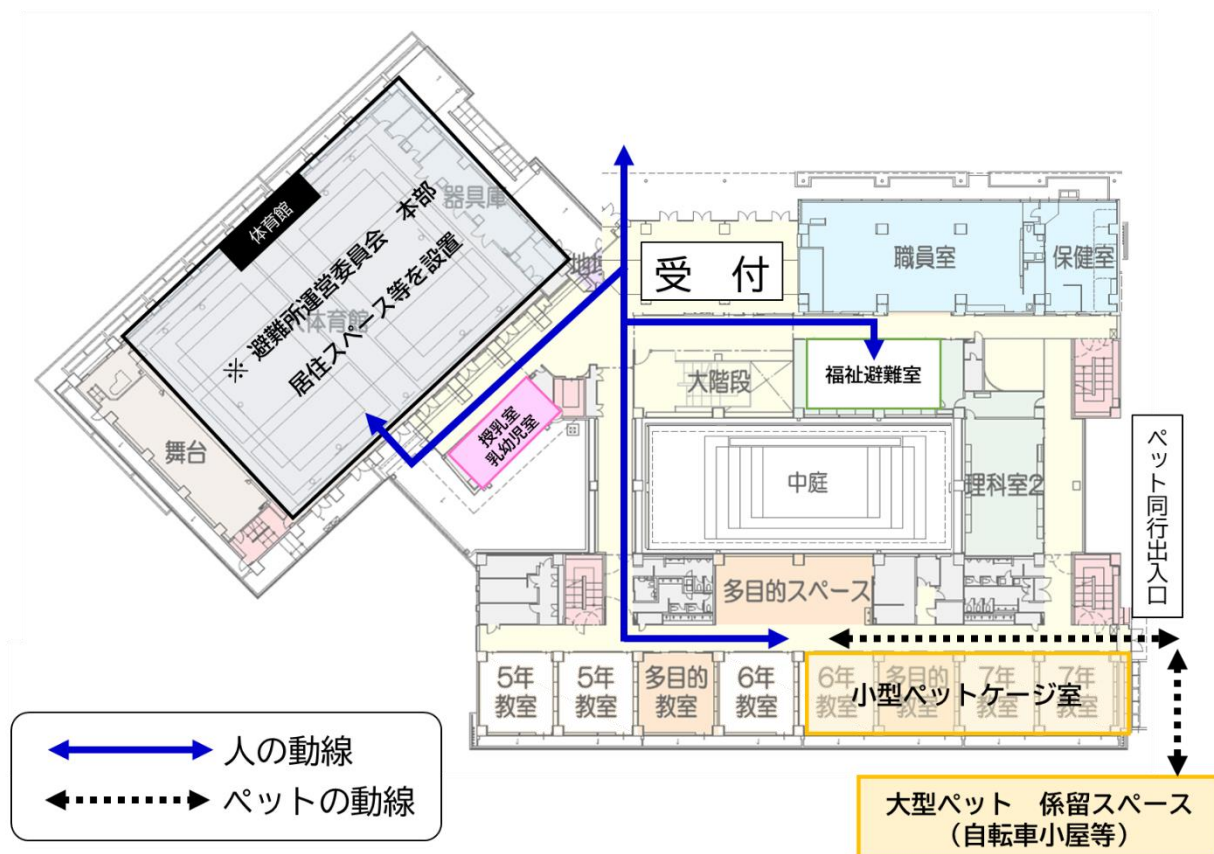 体育館
※ 避難所運営委員会 本部
居住スペース等を設置
器具庫
体育館
舞台
受 付
職員室
保健室
大階段
福祉避難室
授乳室
乳幼児室
中庭
理科室2
ペット同行出入口
多目的スペース
5年
教室
5年
教室
多目的
教室
6年
教室
6年
教室
多目的
教室
7年
教室
7年
教室
小型ペットケージ室
人の動線
ペットの動線
大型ペット 係留スペース
(自転車小屋等)